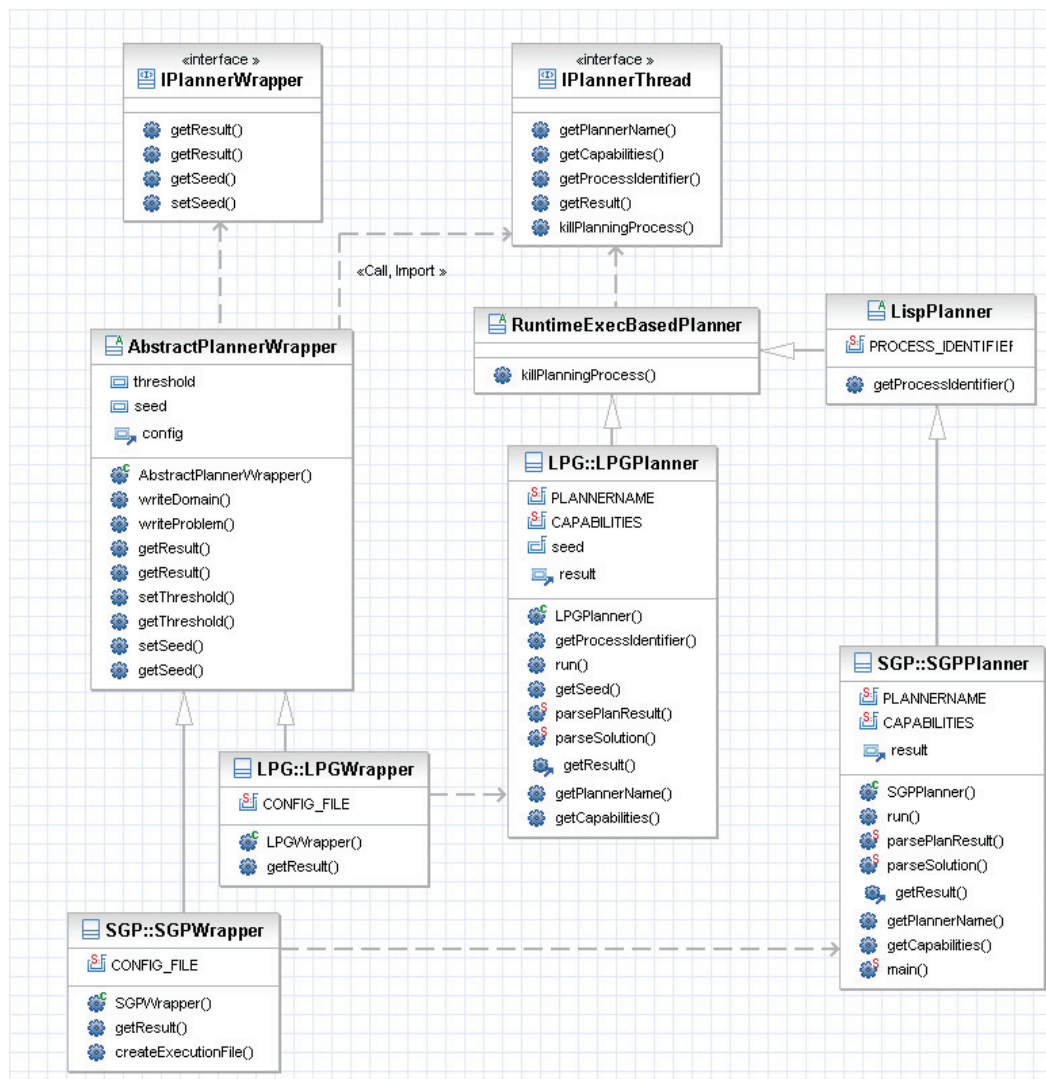 «interface »
IPlannerWrapper
getResult()
getResult()
getSeed()
setSeed()
«interface »
IPlannerThread
getPlannerName()
getCapabilities()
getProcessIdentifier()
getResult()
killPlanningProcess()
«Call, Import »
AbstractPlannerWrapper
threshold
seed
config
AbstractPlannerWrapper()
writeDomain()
writeProblem()
getResult()
getResult()
setThreshold()
getThreshold()
setSeed()
getSeed()
RuntimeExecBasedPlanner
killPlanningProcess()
LispPlanner
PROCESS_IDENTIFIEF
getProcessIdentifier()
LPG::LPGPlanner
PLANNERNAME
CAPABILITIES
seed
result
LPGPlanner()
getProcessIdentifier()
run()
getSeed()
parsePlanResult()
parseSolution()
getResult()
getPlannerName()
getCapabilities()
SGP::SGPPlanner
PLANNERNAME
CAPABILITIES
result
SGPPlanner()
run()
parsePlanResult()
parseSolution()
getResult()
getPlannerName()
getCapabilities()
main()
LPG::LPGWrapper
CONFIG_FILE
LPGWrapper()
getResult()
SGP::SGPWrapper
CONFIG_FILE
SGPWrapper()
getResult()
createExecutionFile()